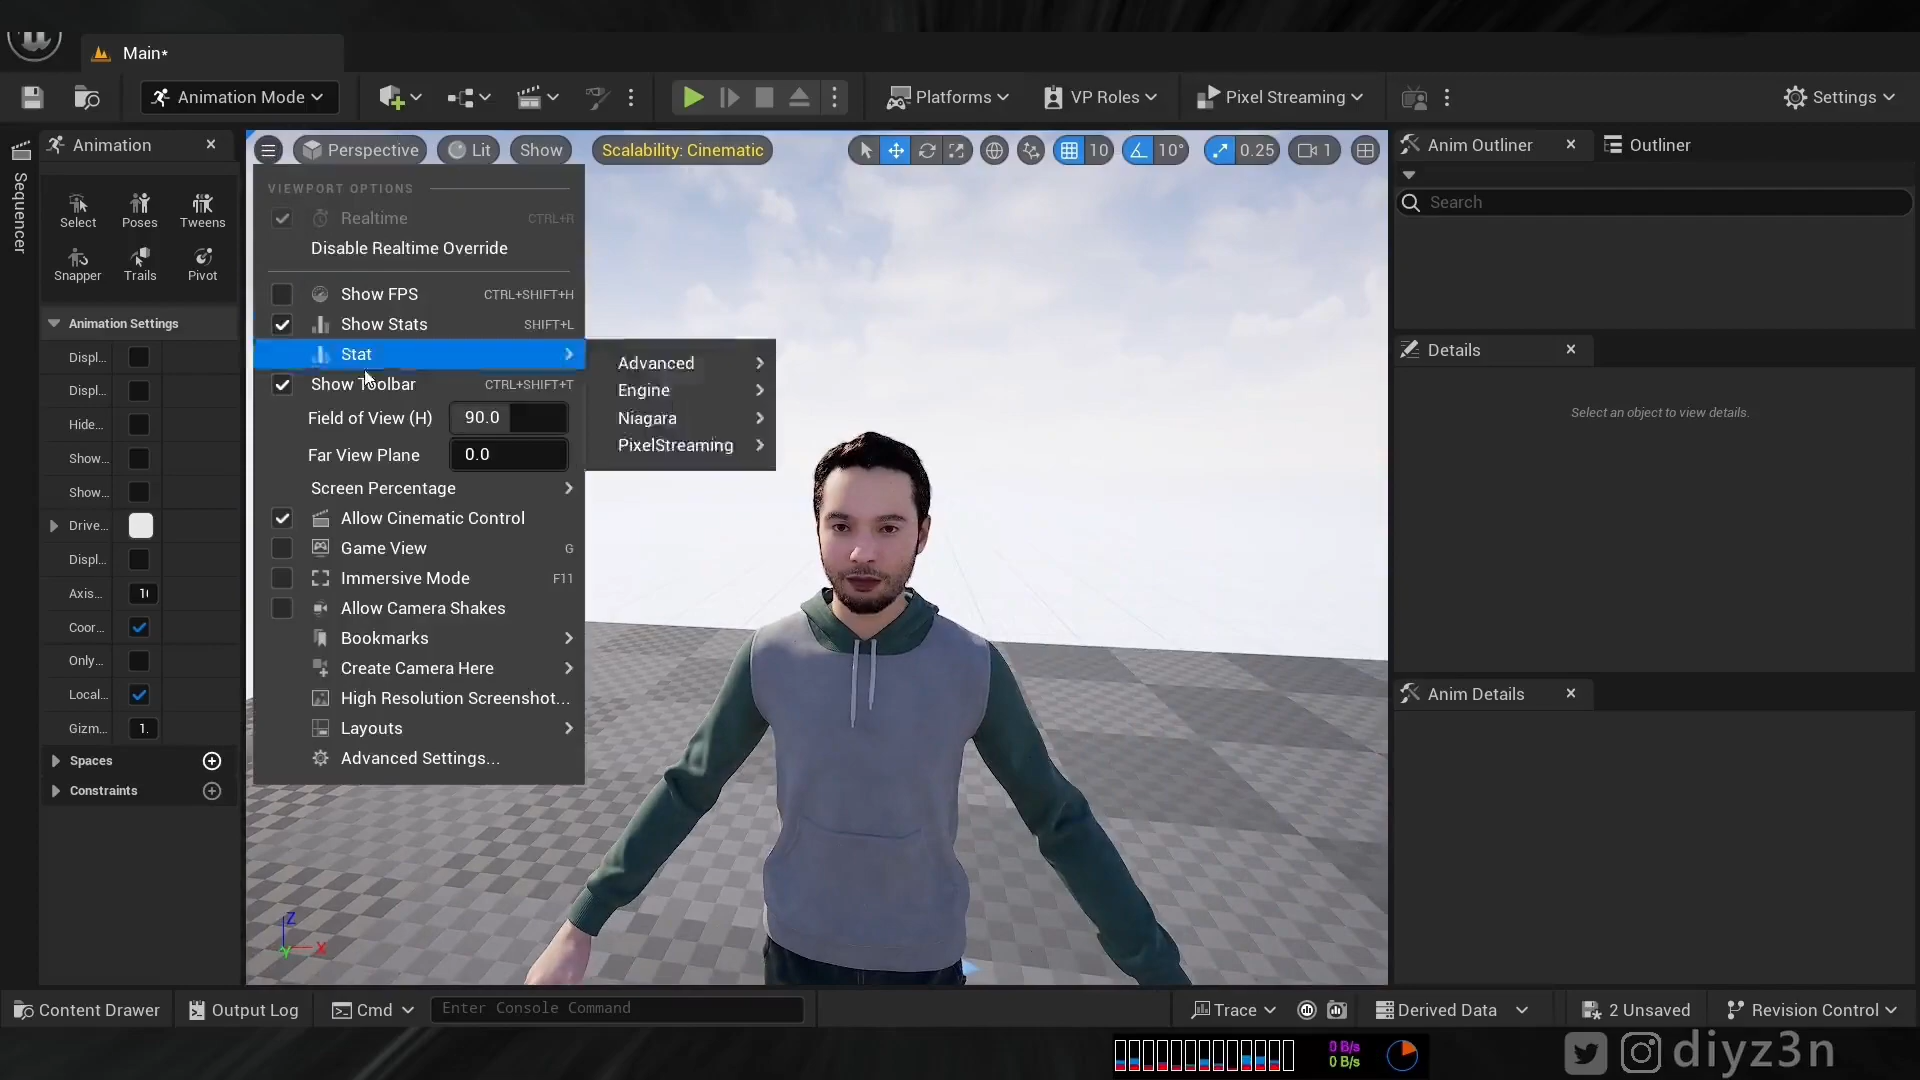 Main*
Animation Mode
Platforms
VP Roles
Pixel Streaming
Settings
Sequencer
Animation
Select
Poses
Tweens
Snapper
Trails
Pivot
Animation Settings
Displ...
Displ...
Hide...
Show...
Show...
Drive...
Displ...
Axis...
Coor...
Only...
Local...
Gizm... 1.
Spaces
Constraints
Perspective
Lit
Show
Scalability: Cinematic
10
10°
0.25
1
VIEWPORT OPTIONS
Realtime CTRL+R
Disable Realtime Override
Show FPS CTRL+SHIFT+H
Show Stats SHIFT+L
Stat
Show Toolbar CTRL+SHIFT+T
Field of View (H) 90.0
Far View Plane 0.0
Screen Percentage
Allow Cinematic Control
Game View G
Immersive Mode F11
Allow Camera Shakes
Bookmarks
Create Camera Here
High Resolution Screenshot...
Layouts
Advanced Settings...
Advanced
Engine
Niagara
PixelStreaming
Z
Y
X
Anim Outliner
Outliner
Search
Details
Select an object to view details.
Anim Details
Content Drawer
Output Log
Cmd
Enter Console Command
Trace
Derived Data
2 Unsaved
Revision Control
0 B/s
0 B/s
diyz3n